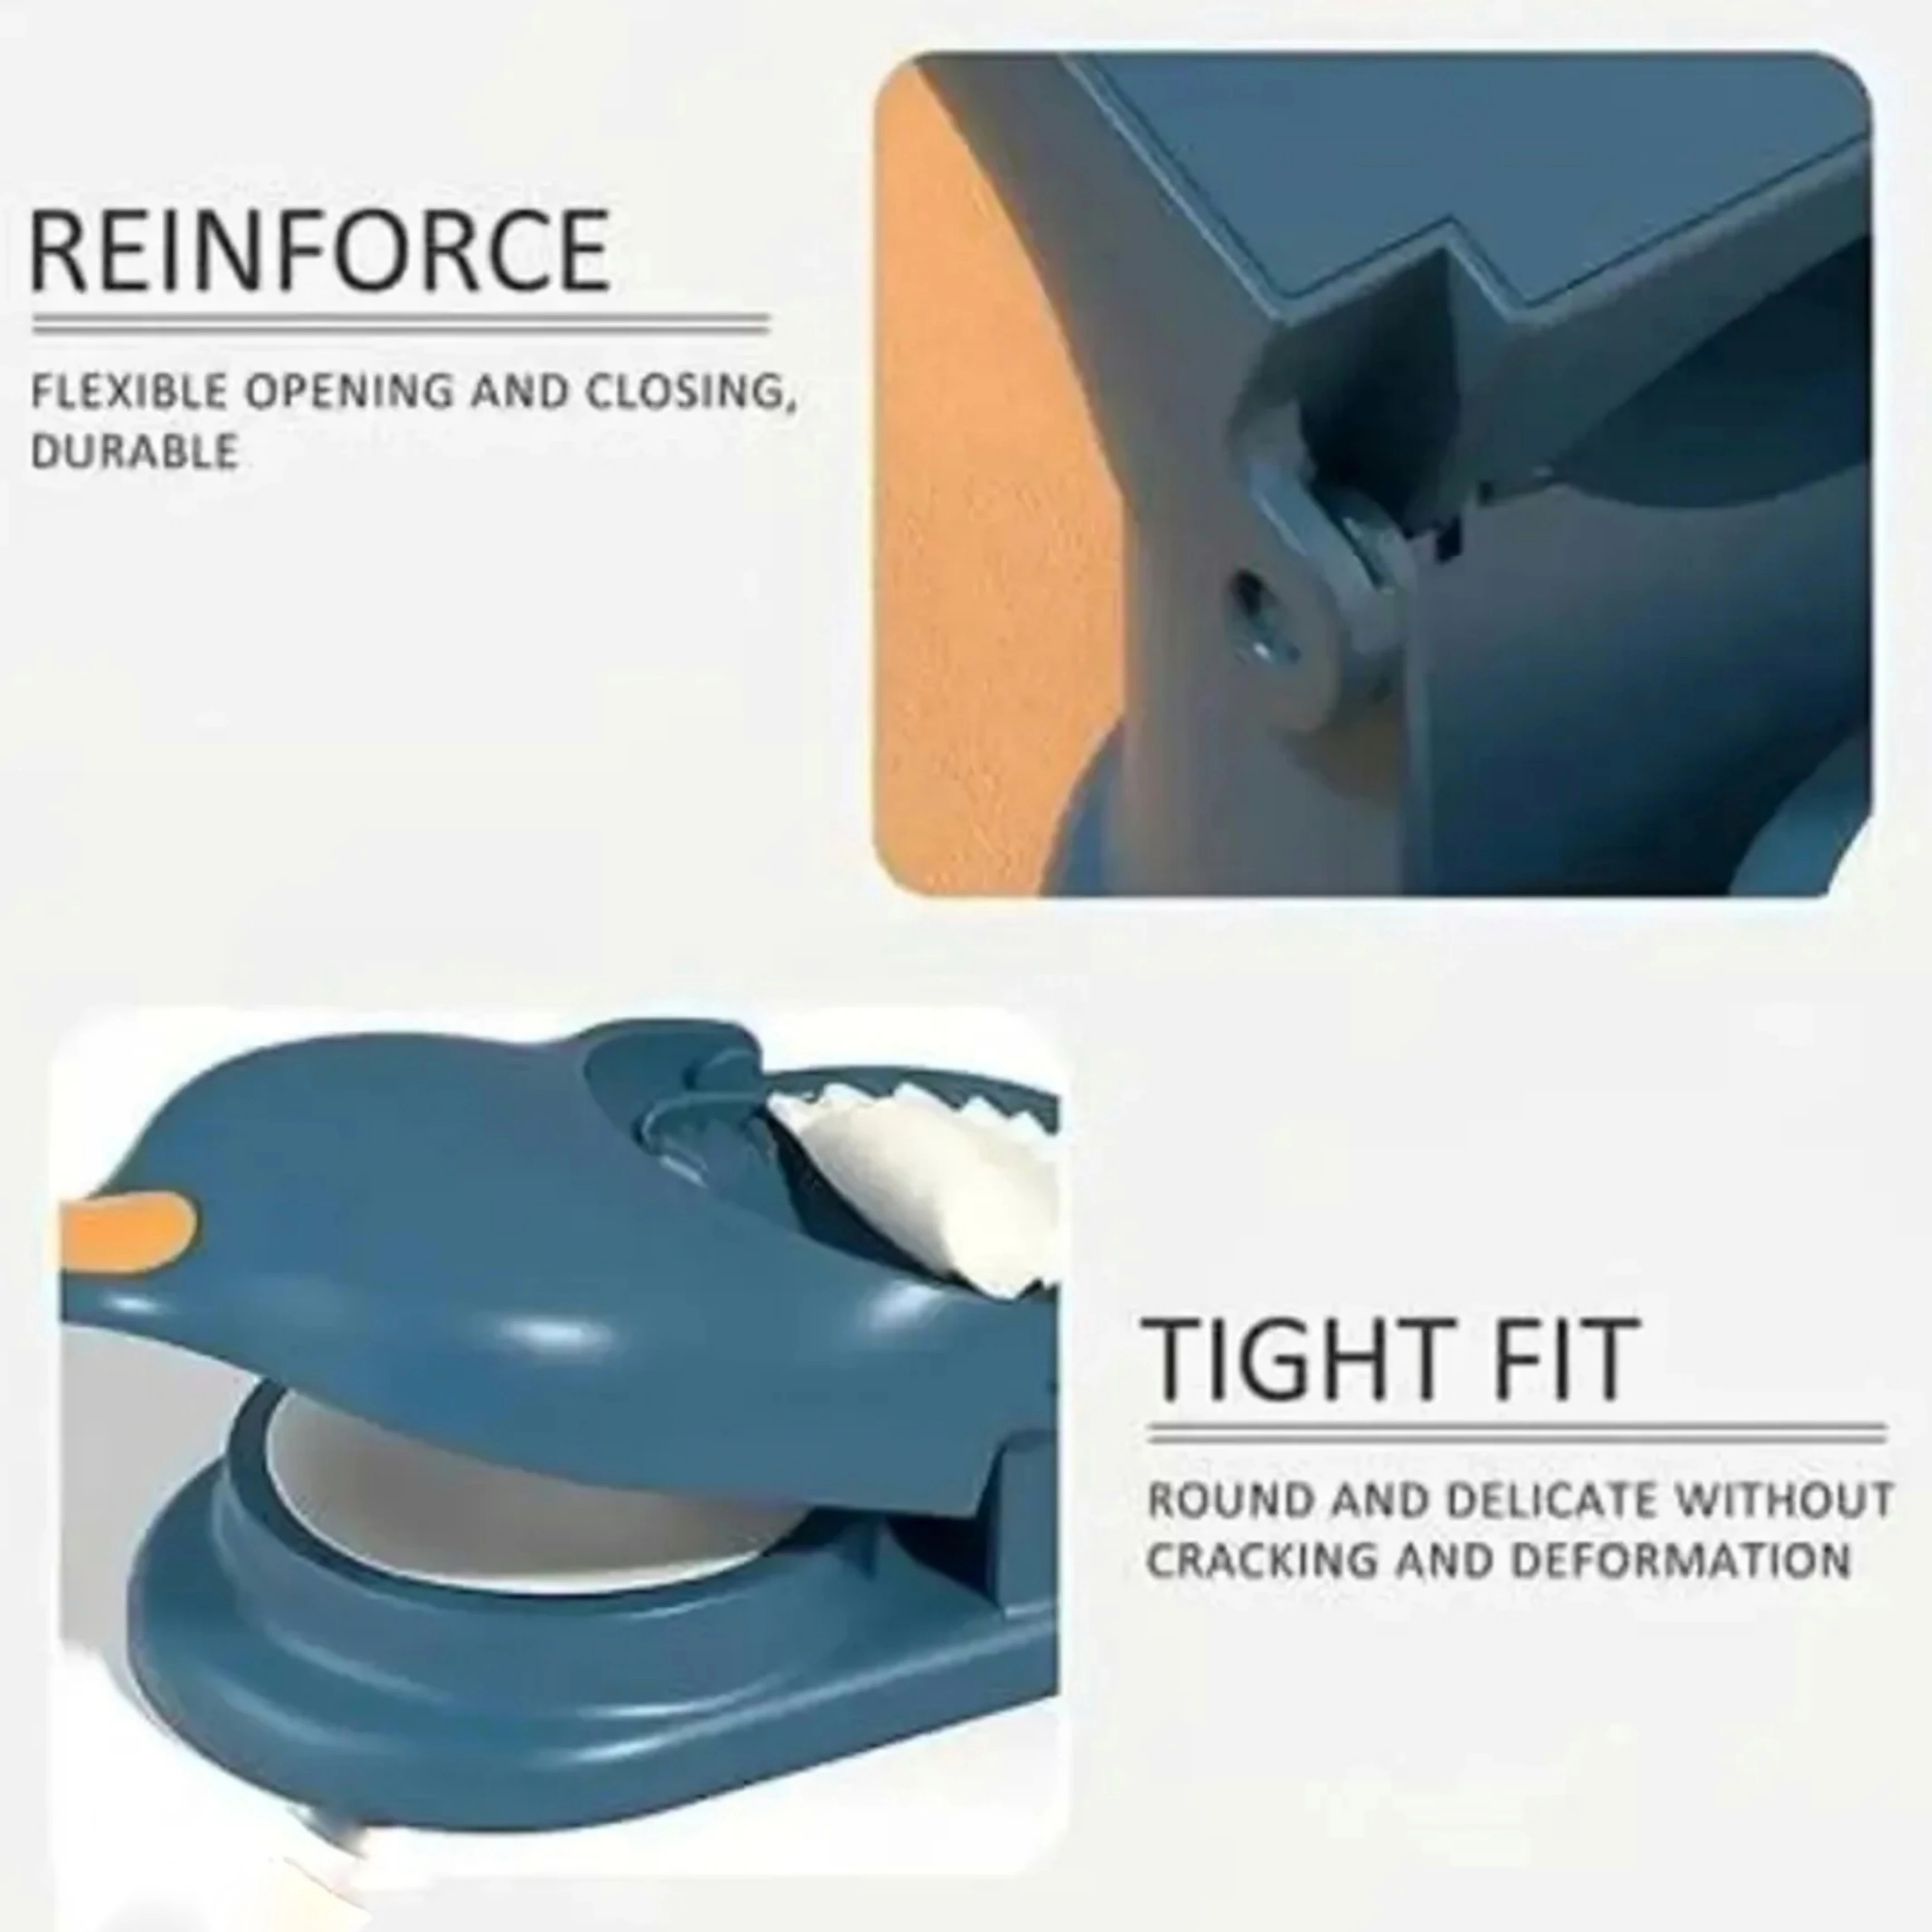 REINFORCE
FLEXIBLE OPENING AND CLOSING,
DURABLE
TIGHT FIT
ROUND AND DELICATE WITHOUT
CRACKING AND DEFORMATION